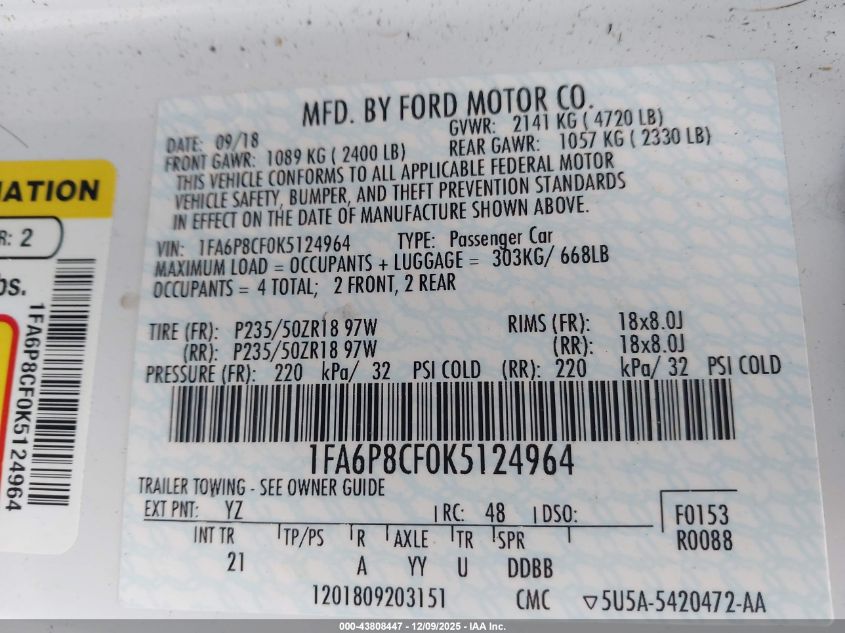 MFD. BY FORD MOTOR CO.
DATE: 09/18 GVWR: 2141 KG ( 4720 LB)
FRONT GAWR: 1089 KG ( 2400 LB) REAR GAWR: 1057 KG ( 2330 LB)
THIS VEHICLE CONFORMS TO ALL APPLICABLE FEDERAL MOTOR
VEHICLE SAFETY, BUMPER, AND THEFT PREVENTION STANDARDS
IN EFFECT ON THE DATE OF MANUFACTURE SHOWN ABOVE.
VIN: 1FA6P8CF0K5124964 TYPE: Passenger Car
MAXIMUM LOAD = OCCUPANTS + LUGGAGE = 303KG/ 668LB
OCCUPANTS = 4 TOTAL; 2 FRONT, 2 REAR
TIRE (FR): P235/50ZR18 97W RIMS (FR): 18x8.0J
(RR): P235/50ZR18 97W (RR): 18x8.0J
PRESSURE (FR): 220 kPa/ 32 PSI COLD (RR): 220 kPa/ 32 PSI COLD
1FA6P8CF0K5124964
TRAILER TOWING - SEE OWNER GUIDE
EXT PNT: YZ RC: 48 DSO: F0153
R0088
INT TR TP/PS R AXLE TR SPR
21 A YY U DDBB
1201809203151 CMC 5U5A-5420472-AA
R: 2
1FA6P8CF0K5124964
000-43808447 - 12/09/2025 - IAA Inc.